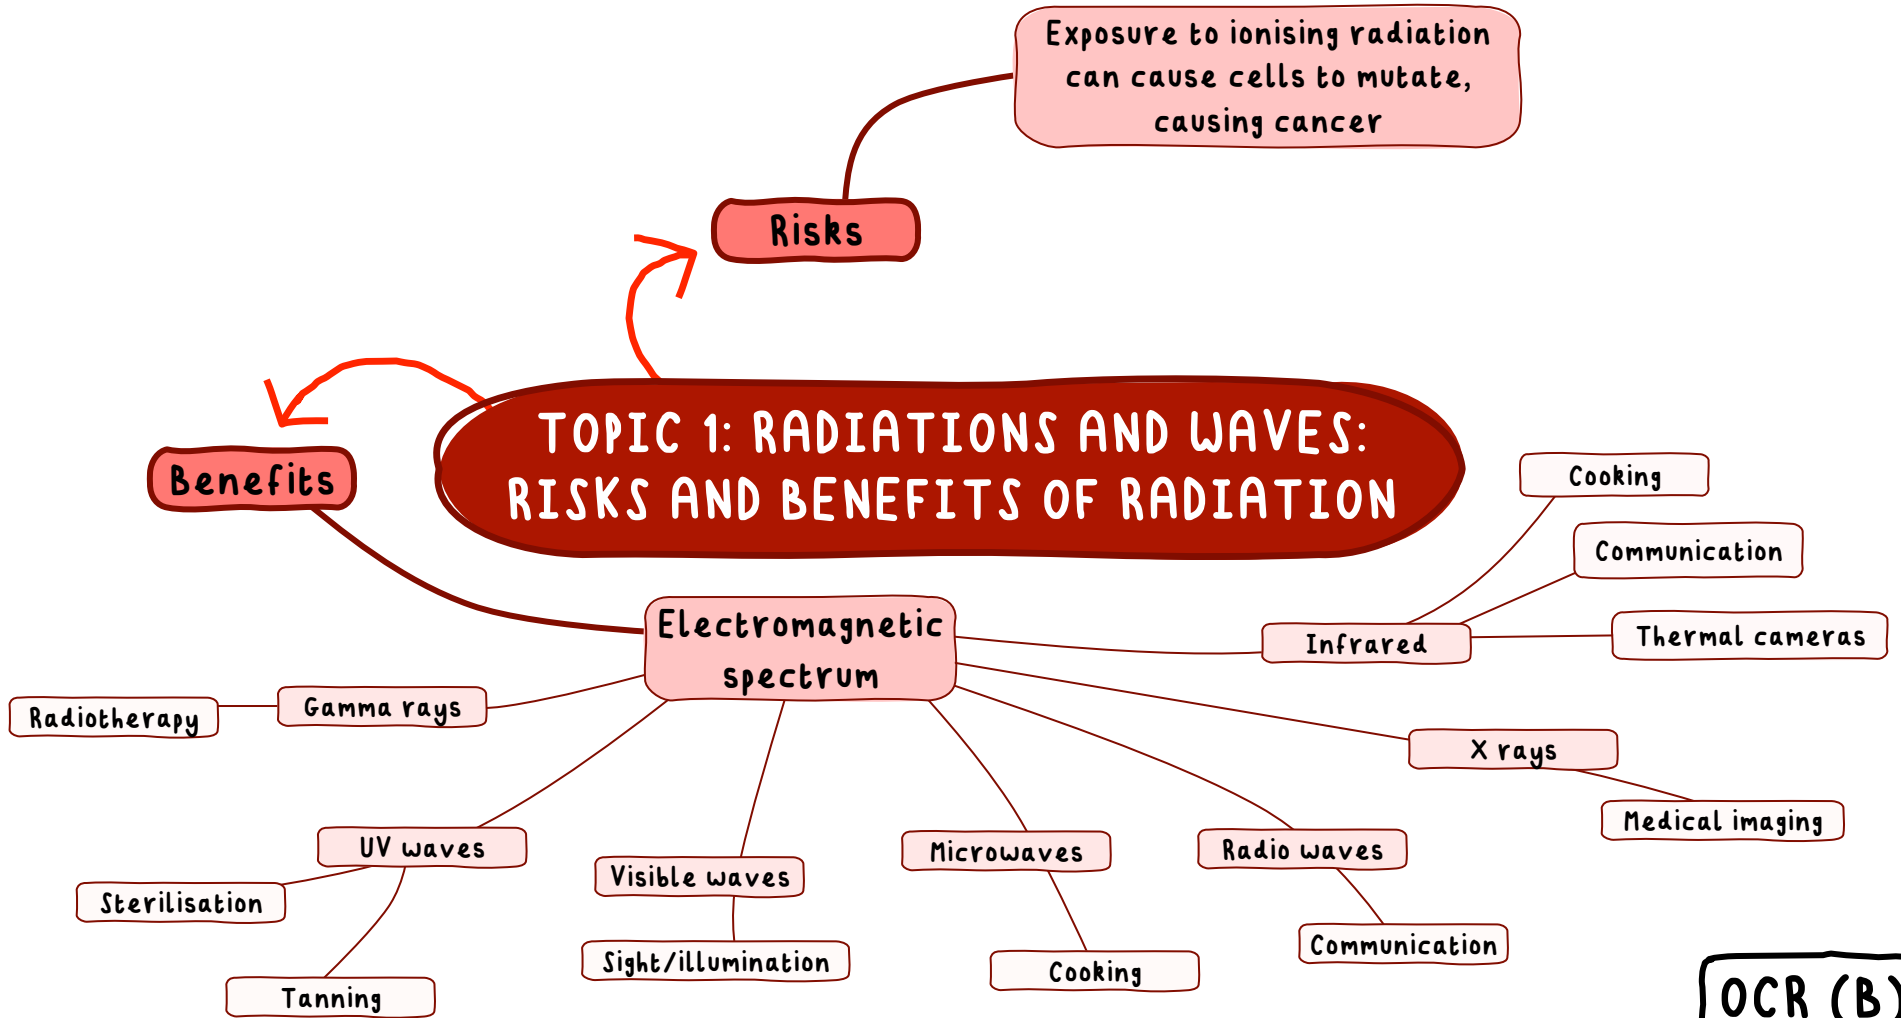 Exposure to ionising radiation
can cause cells to mutate,
causing cancer
Risks
TOPIC 1: RADIATIONS AND WAVES:
RISKS AND BENEFITS OF RADIATION
Benefits
Electromagnetic
spectrum
Cooking
Communication
Thermal cameras
Infrared
Gamma rays
Radiotherapy
X rays
Medical imaging
UV waves
Sterilisation
Tanning
Visible waves
Sight/illumination
Microwaves
Cooking
Radio waves
Communication
OCR (B)